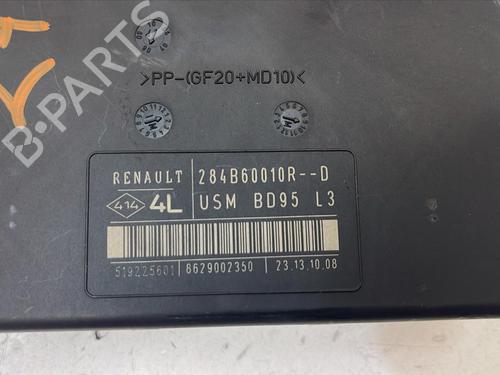 B-PARTS
>PP-(GF20+MD10)<
RENAULT 284B60010R--D
414 4L USM BD95 L3
519225601 8629002350 23.13.10.08